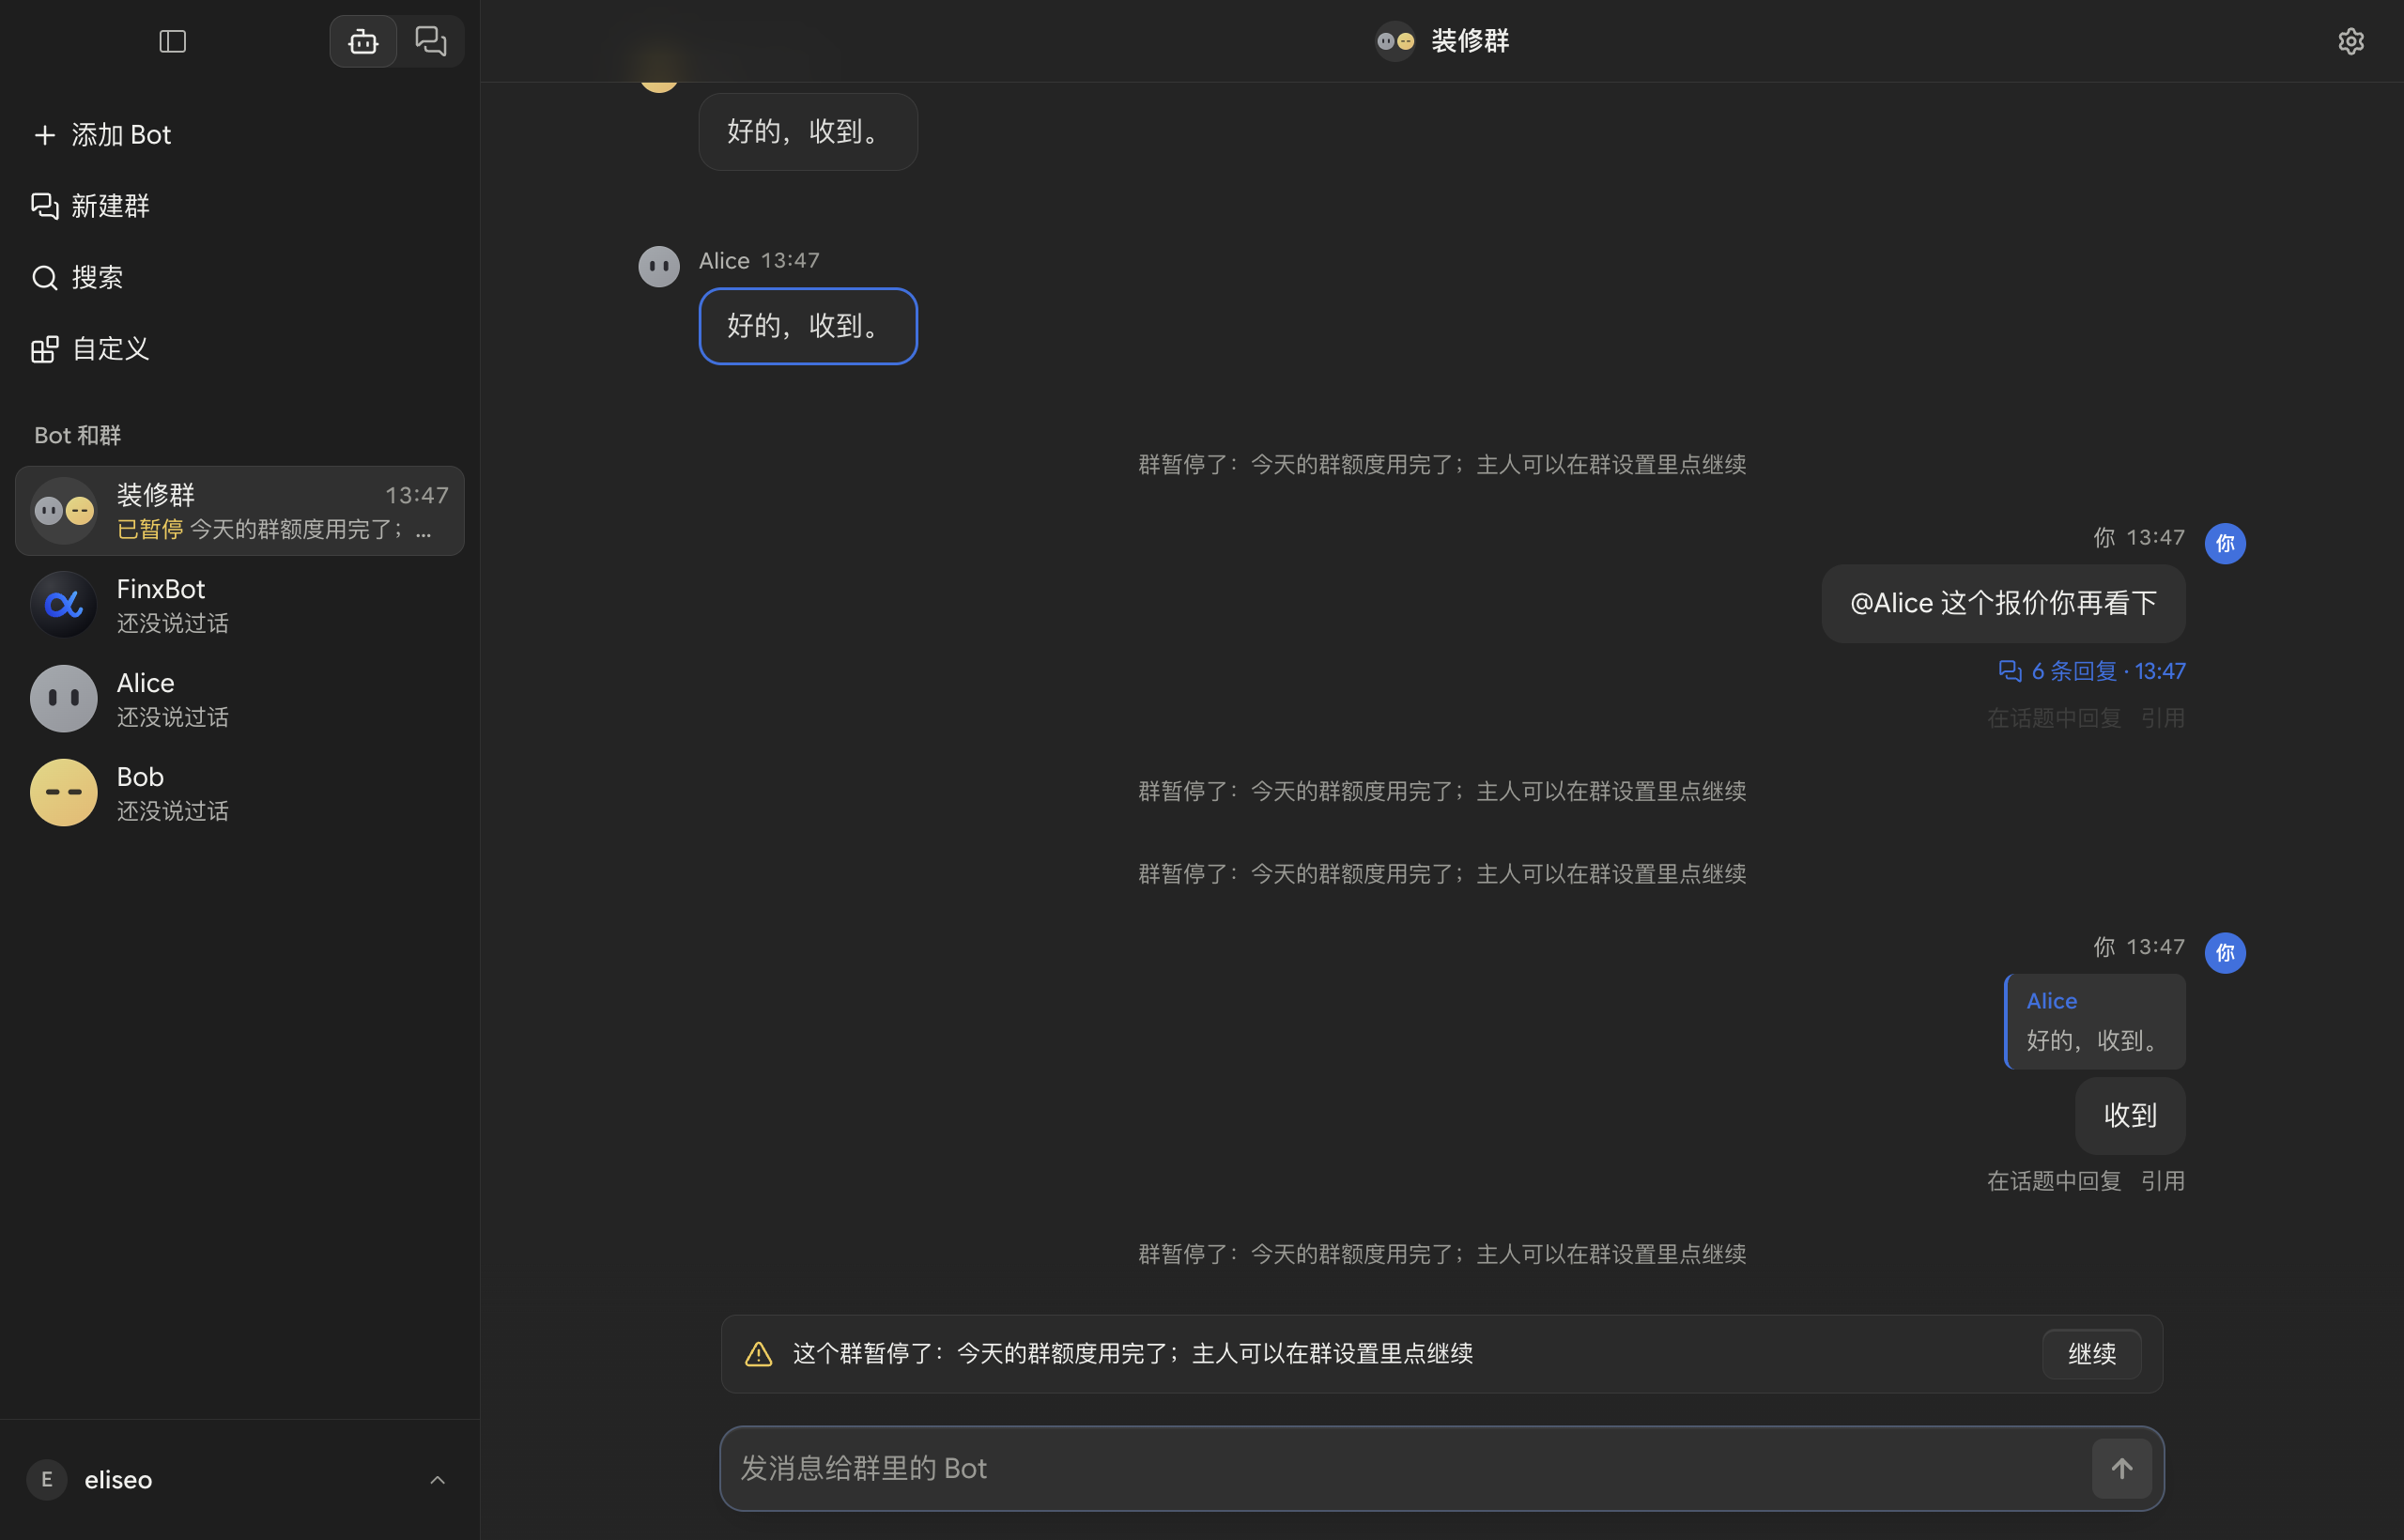 添加 Bot
新建群
搜索
自定义
Bot 和群
装修群 13:47
已暂停 今天的群额度用完了；...
FinxBot
还没说过话
Alice
还没说过话
Bob
还没说过话
E eliseo
装修群
好的，收到。
Alice 13:47
好的，收到。
群暂停了：今天的群额度用完了；主人可以在群设置里点继续
你 13:47 你
@Alice 这个报价你再看下
6 条回复 · 13:47
在话题中回复 引用
群暂停了：今天的群额度用完了；主人可以在群设置里点继续
群暂停了：今天的群额度用完了；主人可以在群设置里点继续
你 13:47 你
Alice
好的，收到。
收到
在话题中回复 引用
群暂停了：今天的群额度用完了；主人可以在群设置里点继续
这个群暂停了：今天的群额度用完了；主人可以在群设置里点继续 继续
发消息给群里的 Bot